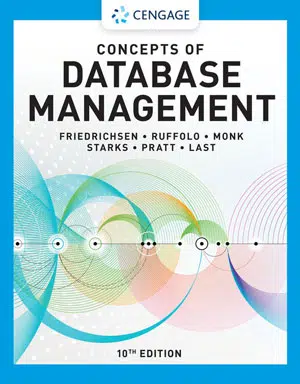 CENGAGE
CONCEPTS OF
DATABASE
MANAGEMENT
FRIEDRICHSEN • RUFFOLO • MONK
STARKS • PRATT • LAST
10TH EDITION